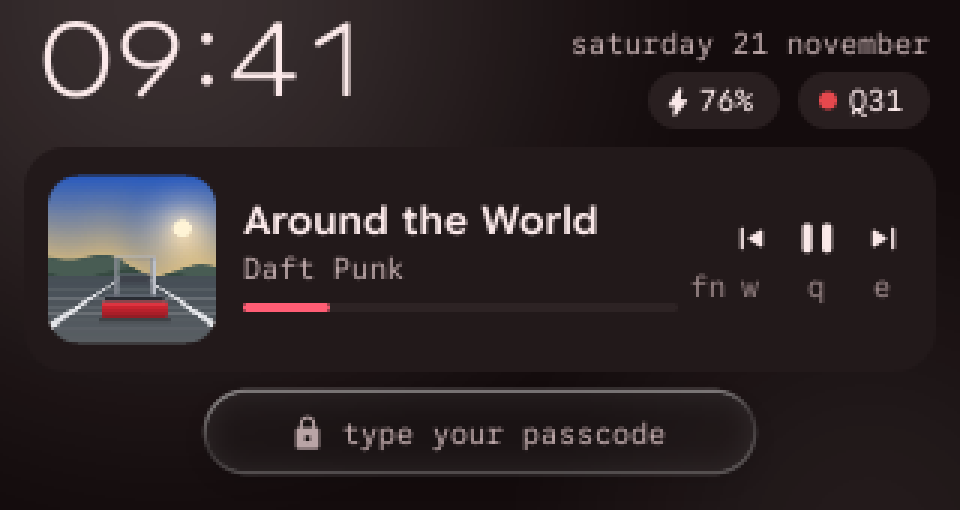 09:41
saturday 21 november
76% Q31
Around the World
Daft Punk
fn w q e
type your passcode